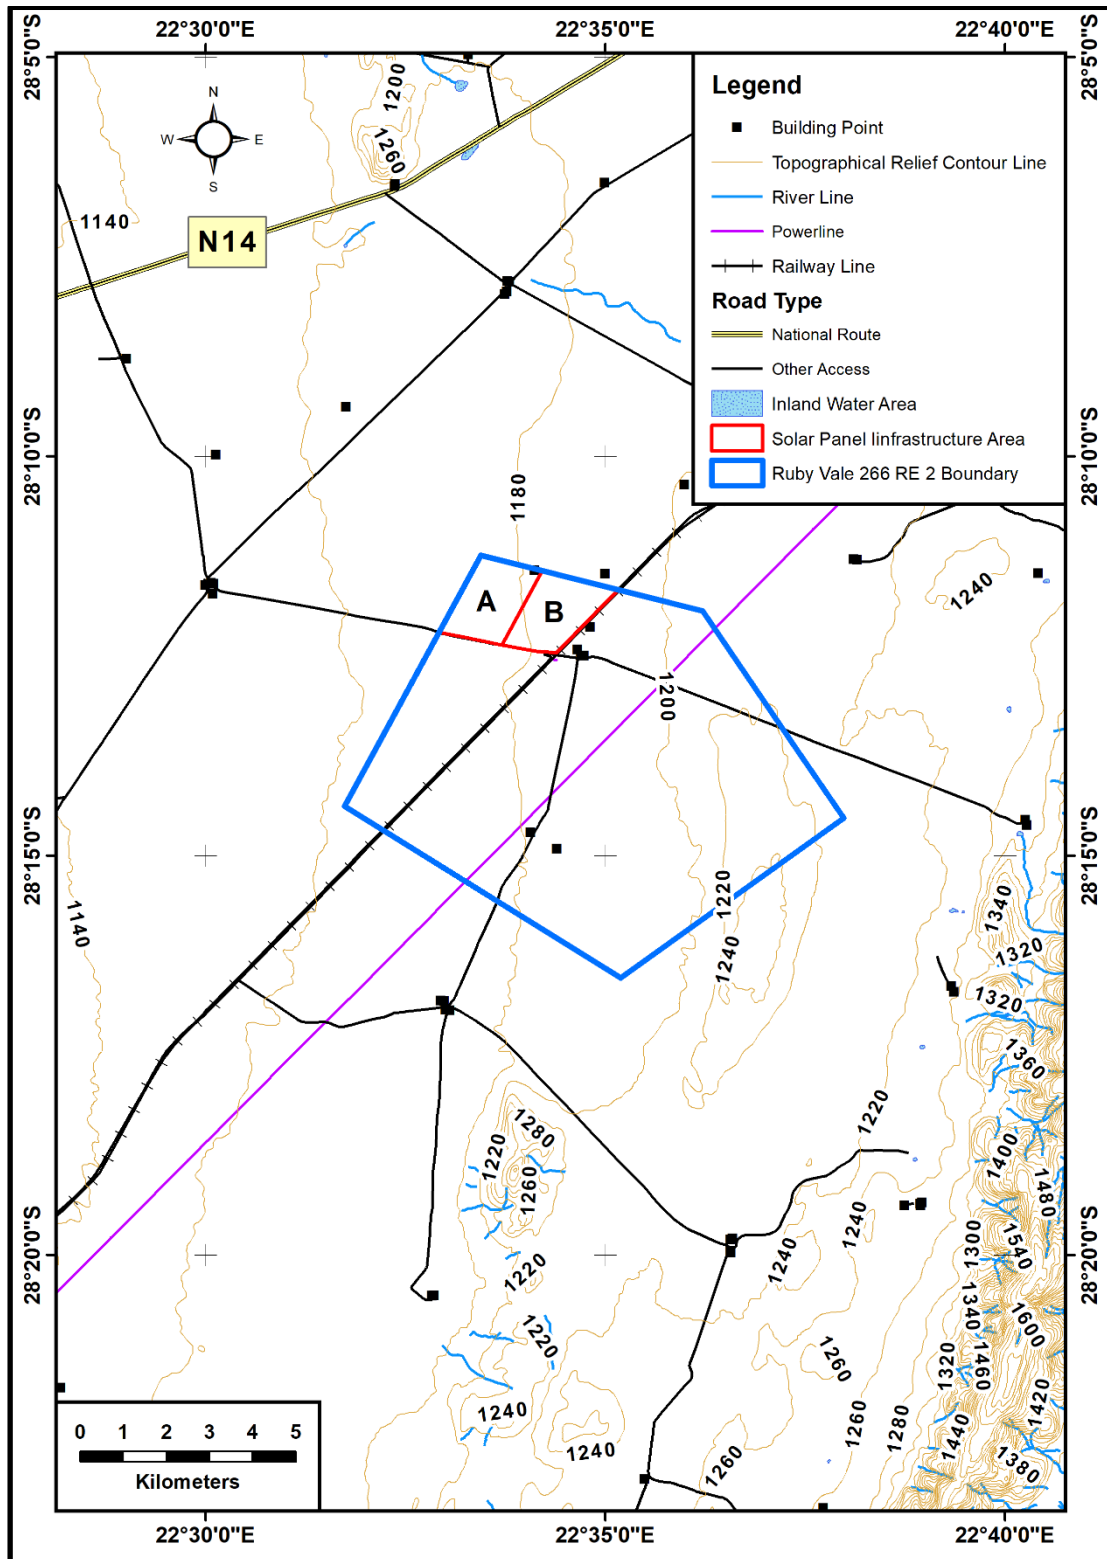 22°30'0"E 22°35'0"E 22°40'0"E
28°5'0"S 28°5'0"S
N
W E
S
1200
1260
1140
N14
Legend
Building Point
Topographical Relief Contour Line
River Line
Powerline
Railway Line
Road Type
National Route
Other Access
Inland Water Area
Solar Panel Iinfrastructure Area
Ruby Vale 266 RE 2 Boundary
28°10'0"S 28°10'0"S
1180
1240
A
B
1200
28°15'0"S 28°15'0"S
1140
1220
1240
1340
1320
1320
1360
1220
1280
1220
1260
1400
1480
28°20'0"S 28°20'0"S
1240
1240
1300
1540
1220
1220
1340
1600
1260
1320
1460
1240
1240
1260
1260
1280
1440
1420
1380
0 1 2 3 4 5
Kilometers
22°30'0"E 22°35'0"E 22°40'0"E